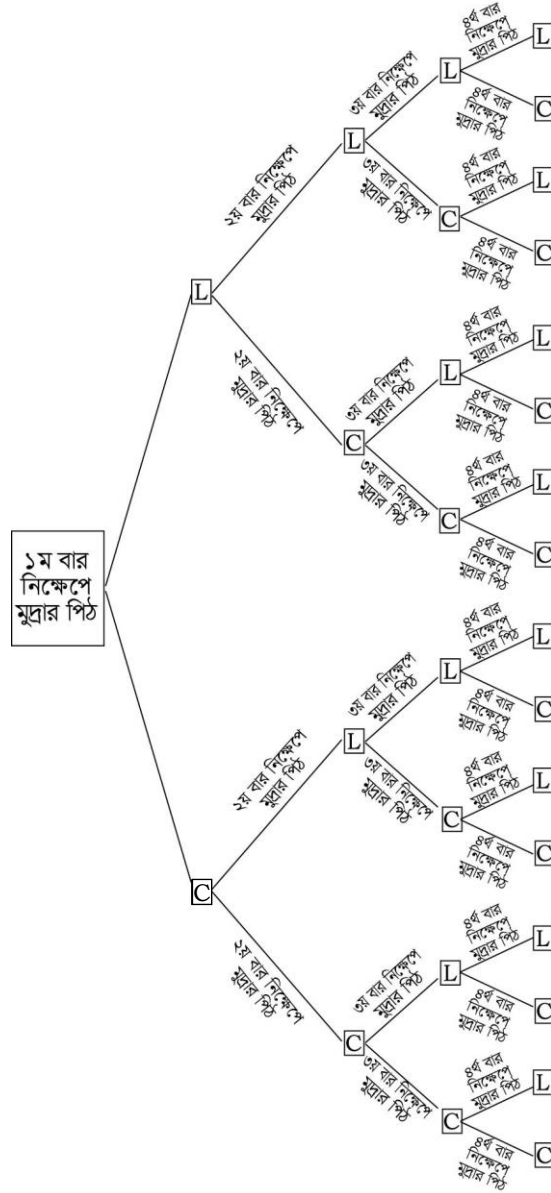 ১ম বার
নিক্ষেপে
মুদ্রার পিঠ
L
C
২য় বার নিক্ষেপে
মুদ্রার পিঠ
২য় বার নিক্ষেপে
মুদ্রার পিঠ
২য় বার নিক্ষেপে
মুদ্রার পিঠ
২য় বার নিক্ষেপে
মুদ্রার পিঠ
L
C
L
C
৩য় বার নিক্ষেপে
মুদ্রার পিঠ
৩য় বার নিক্ষেপে
মুদ্রার পিঠ
৩য় বার নিক্ষেপে
মুদ্রার পিঠ
৩য় বার নিক্ষেপে
মুদ্রার পিঠ
৩য় বার নিক্ষেপে
মুদ্রার পিঠ
৩য় বার নিক্ষেপে
মুদ্রার পিঠ
৩য় বার নিক্ষেপে
মুদ্রার পিঠ
৩য় বার নিক্ষেপে
মুদ্রার পিঠ
L
C
L
C
L
C
L
C
৪র্থ বার
নিক্ষেপে
মুদ্রার পিঠ
৪র্থ বার
নিক্ষেপে
মুদ্রার পিঠ
৪র্থ বার
নিক্ষেপে
মুদ্রার পিঠ
৪র্থ বার
নিক্ষেপে
মুদ্রার পিঠ
৪র্থ বার
নিক্ষেপে
মুদ্রার পিঠ
৪র্থ বার
নিক্ষেপে
মুদ্রার পিঠ
৪র্থ বার
নিক্ষেপে
মুদ্রার পিঠ
৪র্থ বার
নিক্ষেপে
মুদ্রার পিঠ
৪র্থ বার
নিক্ষেপে
মুদ্রার পিঠ
৪র্থ বার
নিক্ষেপে
মুদ্রার পিঠ
৪র্থ বার
নিক্ষেপে
মুদ্রার পিঠ
৪র্থ বার
নিক্ষেপে
মুদ্রার পিঠ
৪র্থ বার
নিক্ষেপে
মুদ্রার পিঠ
৪র্থ বার
নিক্ষেপে
মুদ্রার পিঠ
৪র্থ বার
নিক্ষেপে
মুদ্রার পিঠ
৪র্থ বার
নিক্ষেপে
মুদ্রার পিঠ
L
C
L
C
L
C
L
C
L
C
L
C
L
C
L
C